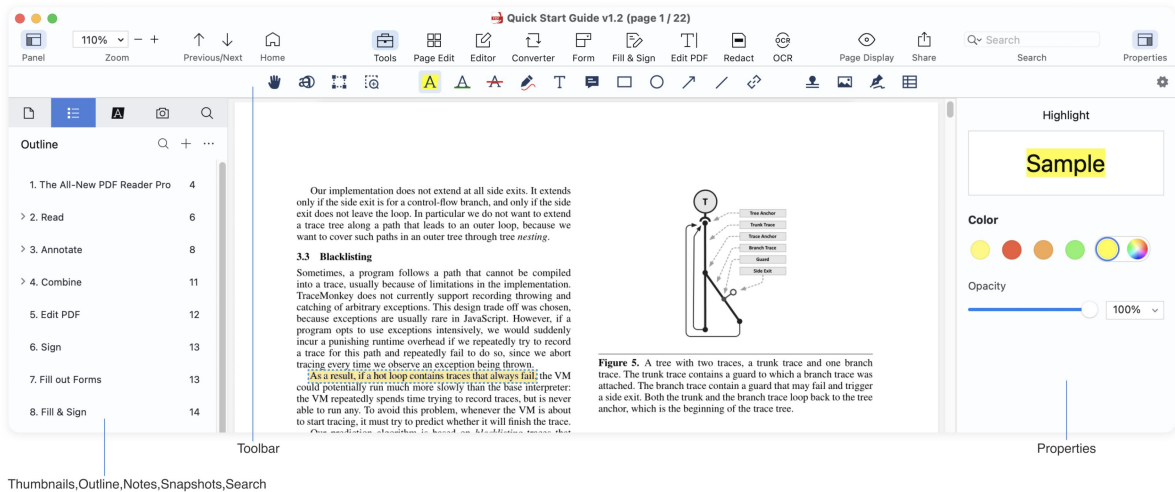 Quick Start Guide v1.2 (page 1 / 22)
110%
Search
Panel
Zoom
Previous/Next
Home
Tools
Page Edit
Editor
Converter
Form
Fill & Sign
Edit PDF
Redact
OCR
OCR
Page Display
Share
Search
Properties
A
A
A
T
Outline
1. The All-New PDF Reader Pro 4
2. Read 6
3. Annotate 8
4. Combine 11
5. Edit PDF 12
6. Sign 13
7. Fill out Forms 13
8. Fill & Sign 14
Our implementation does not extend at all side exits. It extends
only if the side exit is for a control-flow branch, and only if the side
exit does not leave the loop. In particular we do not want to extend
a trace tree along a path that leads to an outer loop, because we
want to cover such paths in an outer tree through tree nesting.
3.3 Blacklisting
Sometimes, a program follows a path that cannot be compiled
into a trace, usually because of limitations in the implementation.
TraceMonkey does not currently support recording throwing and
catching of arbitrary exceptions. This design trade off was chosen,
because exceptions are usually rare in JavaScript. However, if a
program opts to use exceptions intensively, we would suddenly
incur a punishing runtime overhead if we repeatedly try to record
a trace for this path and repeatedly fail to do so, since we abort
tracing every time we observe an exception being thrown.
As a result, if a hot loop contains traces that always fail, the VM
could potentially run much more slowly than the base interpreter:
the VM repeatedly spends time trying to record traces, but is never
able to run any. To avoid this problem, whenever the VM is about
to start tracing, it must try to predict whether it will finish the trace.
Our prediction algorithm is based on blacklisting traces that
T
Tree Anchor
Trunk Trace
Trace Anchor
Branch Trace
Guard
Side Exit
Figure 5. A tree with two traces, a trunk trace and one branch
trace. The trunk trace contains a guard to which a branch trace was
attached. The branch trace contain a guard that may fail and trigger
a side exit. Both the trunk and the branch trace loop back to the tree
anchor, which is the beginning of the trace tree.
Highlight
Sample
Color
Opacity
100%
Toolbar
Properties
Thumbnails,Outline,Notes,Snapshots,Search